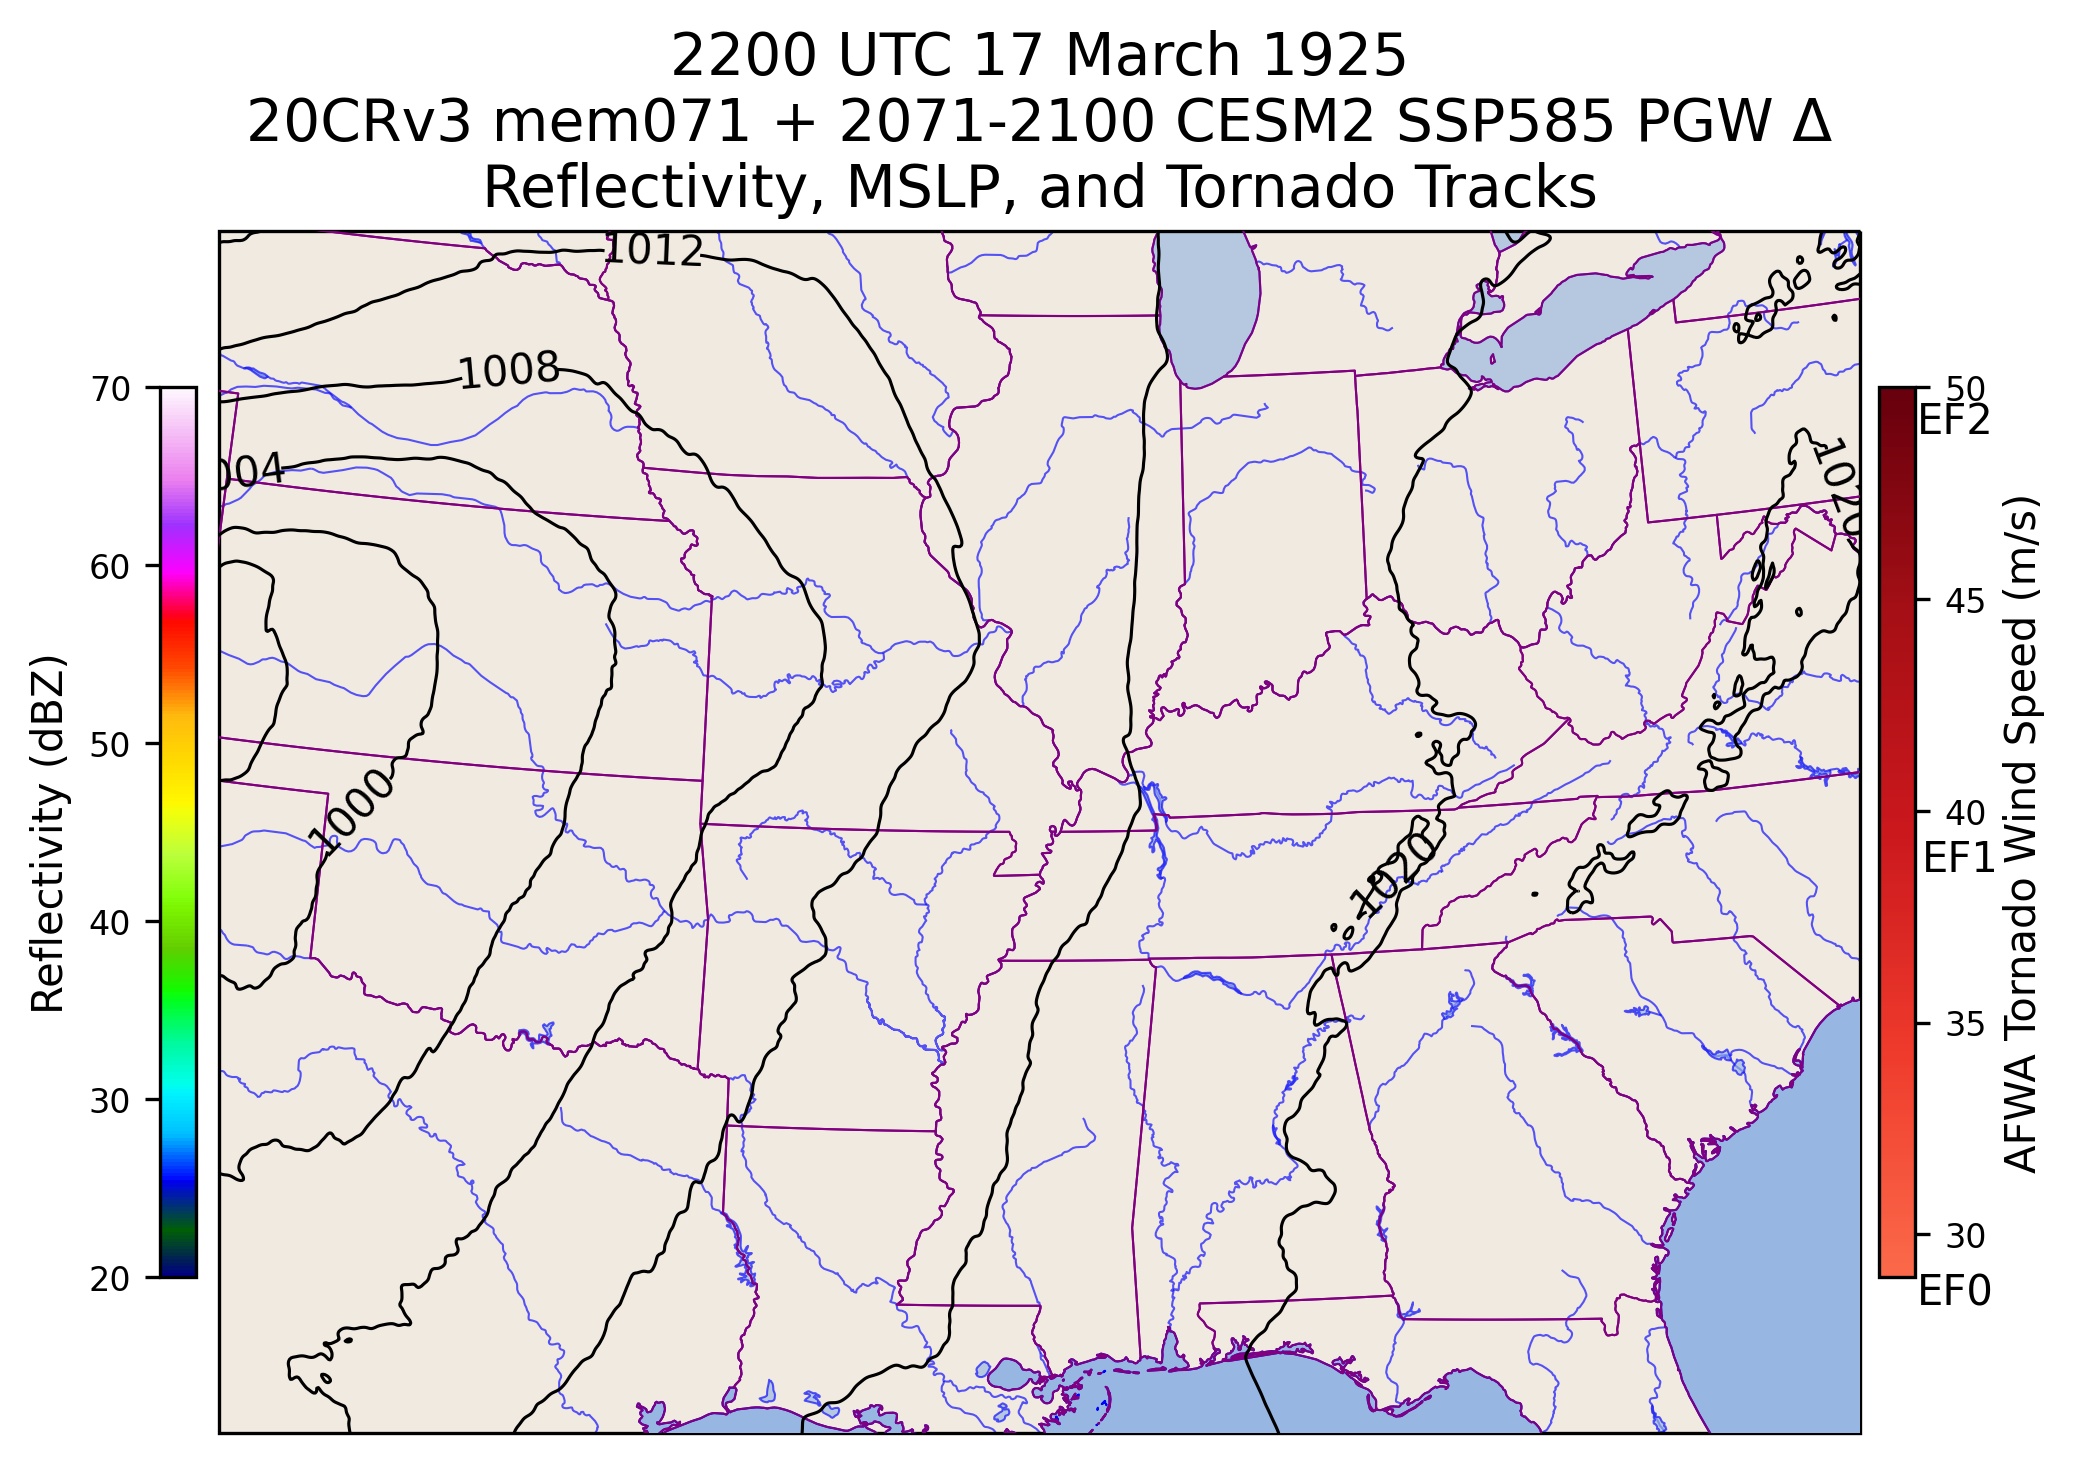 2200 UTC 17 March 1925
20CRv3 mem071 + 2071-2100 CESM2 SSP585 PGW Δ
Reflectivity, MSLP, and Tornado Tracks
1012
1008
004
1000
1020
1020
70
60
50
40
30
20
Reflectivity (dBZ)
50
EF2
45
40
EF1
35
30
EF0
AFWA Tornado Wind Speed (m/s)